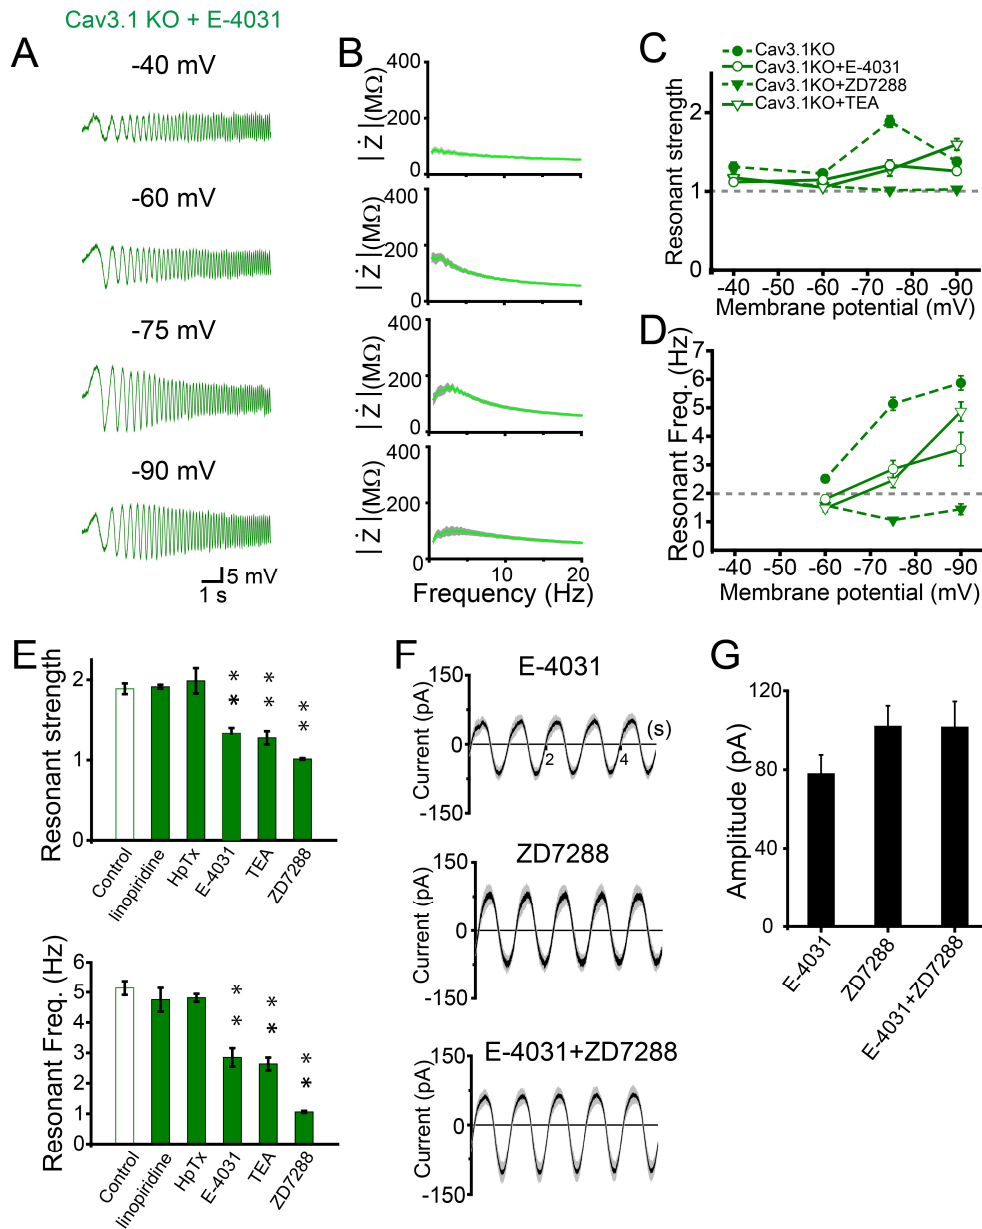 Cav3.1 KO + E-4031
A
-40 mV
-60 mV
-75 mV
-90 mV
5 mV
1 s
B
400
200
0
| Ż | (MΩ)
400
200
0
| Ż | (MΩ)
400
200
0
| Ż | (MΩ)
400
200
0
| Ż | (MΩ)
10
20
Frequency (Hz)
C
Cav3.1KO
Cav3.1KO+E-4031
Cav3.1KO+ZD7288
Cav3.1KO+TEA
Resonant strength
2
1
0
-40 -50 -60 -70 -80 -90
Membrane potential (mV)
D
Resonant Freq. (Hz)
7
6
5
4
3
2
1
0
-40 -50 -60 -70 -80 -90
Membrane potential (mV)
E
Resonant strength
2
1
0
* *
* *
* *
Control
linopiridine
HpTx
E-4031
TEA
ZD7288
Resonant Freq. (Hz)
6
5
4
3
2
1
0
* *
* *
* *
Control
linopiridine
HpTx
E-4031
TEA
ZD7288
F
E-4031
Current (pA)
150
0
-150
2
4
(s)
ZD7288
Current (pA)
150
0
-150
E-4031+ZD7288
Current (pA)
150
0
-150
G
Amplitude (pA)
120
80
40
0
E-4031
ZD7288
E-4031+ZD7288